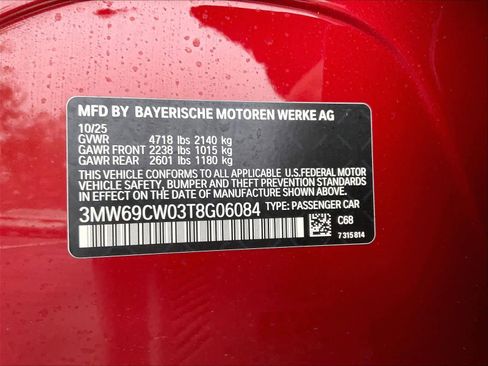 MFD BY BAYERISCHE MOTOREN WERKE AG
10/25
GVWR 4718 lbs 2140 kg
GAWR FRONT 2238 lbs 1015 kg
GAWR REAR 2601 lbs 1180 kg
THIS VEHICLE CONFORMS TO ALL APPLICABLE U.S.FEDERAL MOTOR
VEHICLE SAFETY, BUMPER, AND THEFT PREVENTION STANDARDS
IN EFFECT ON THE DATE OF MANUFACTURE SHOWN ABOVE.
3MW69CW03T8G06084 TYPE: PASSENGER CAR
C68
7 315 814